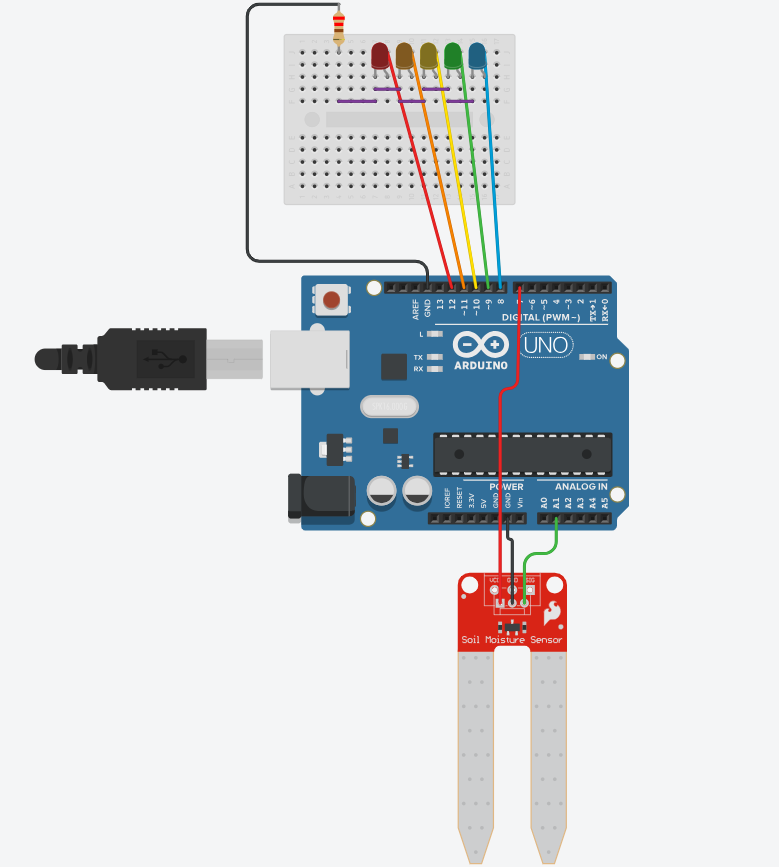 AREF
GND
13
12
~11
~10
~9
8
~6
~5
4
~3
2
TX→1
RX←0
DIGITAL (PWM~)
L
TX
RX
ARDUINO
UNO
ON
POWER
ANALOG IN
IOREF
RESET
3.3V
5V
GND
GND
Vin
A0
A1
A2
A3
A4
A5
VCC
GND
SIG
Soil Moisture Sensor